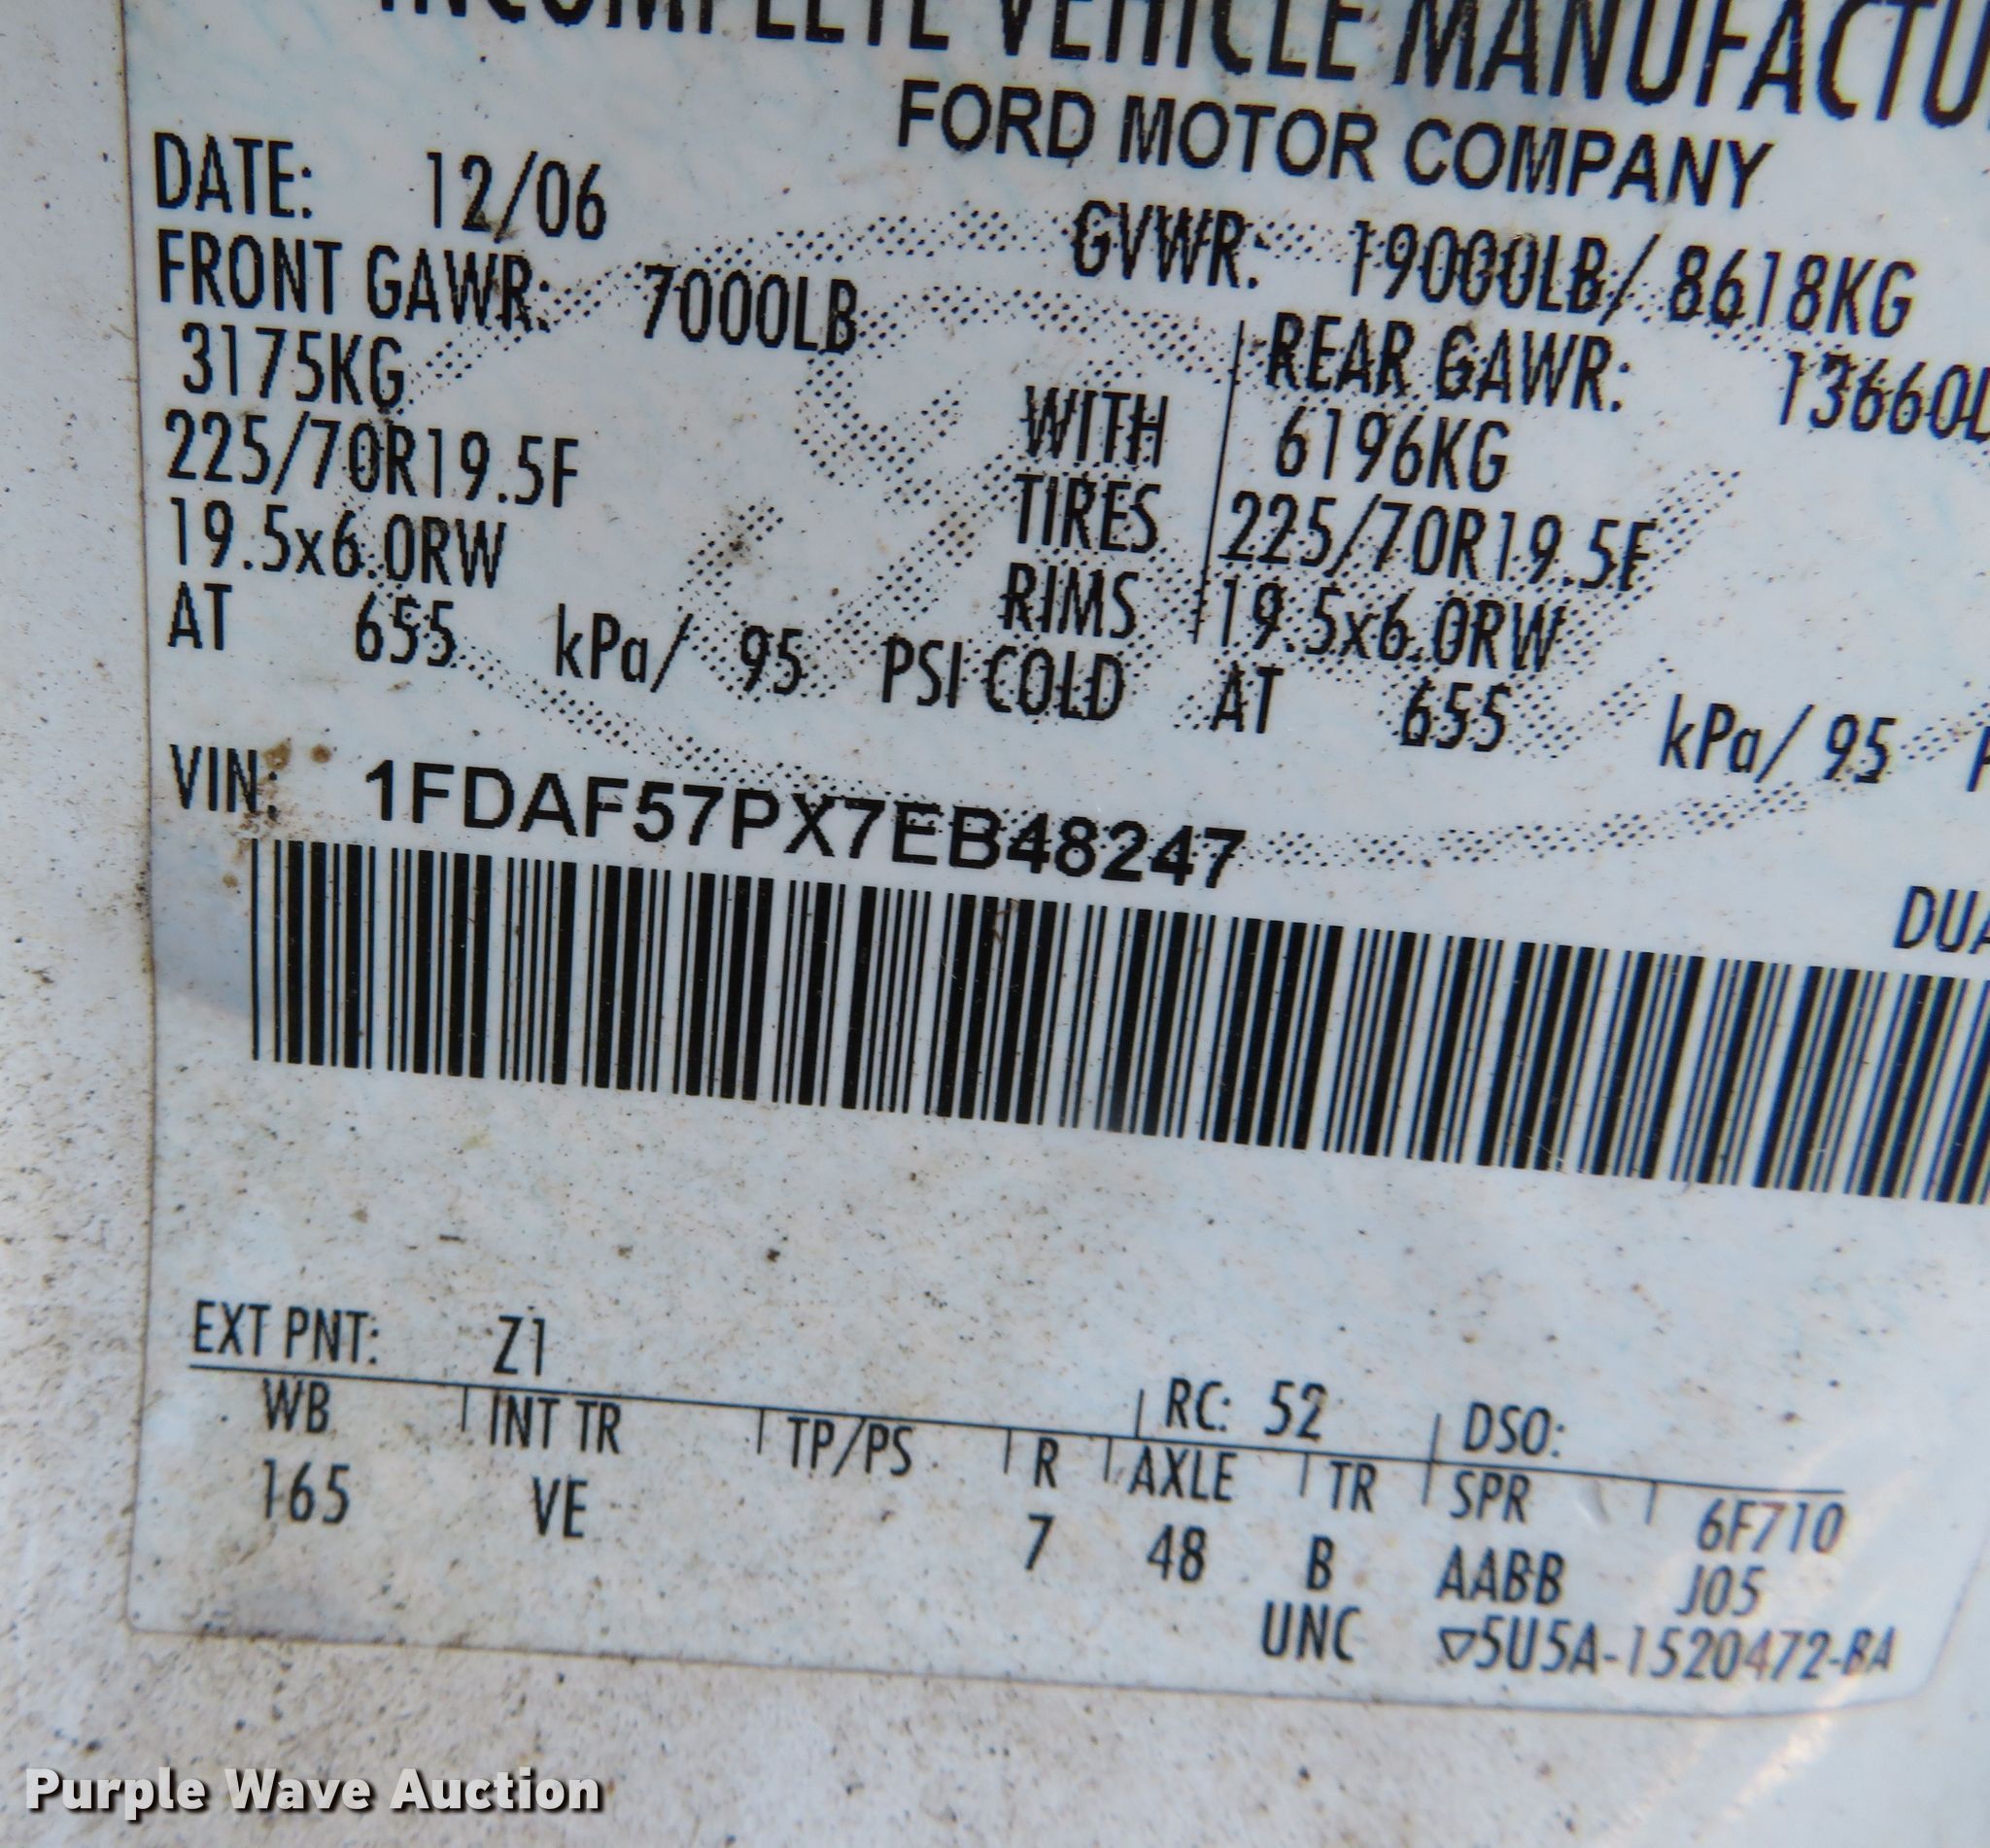 INCOMPLETE VEHICLE MANUFACTU
FORD MOTOR COMPANY
DATE: 12/06 GVWR: 19000LB/ 8618KG
FRONT GAWR: 7000LB REAR GAWR: 13660L
3175KG WITH 6196KG
225/70R19.5F TIRES 225/70R19.5F
19.5x6.0RW RIMS 19.5x6.0RW
AT 655 kPa/ 95 PSI COLD AT 655 kPa/ 95 P
VIN: 1FDAF57PX7EB48247
DUA
EXT PNT: Z1 RC: 52 DSO:
WB INT TR TP/PS R AXLE TR SPR 6F710
165 VE 7 48 B AABB J05
UNC ▽5U5A-1520472-BA
Purple Wave Auction